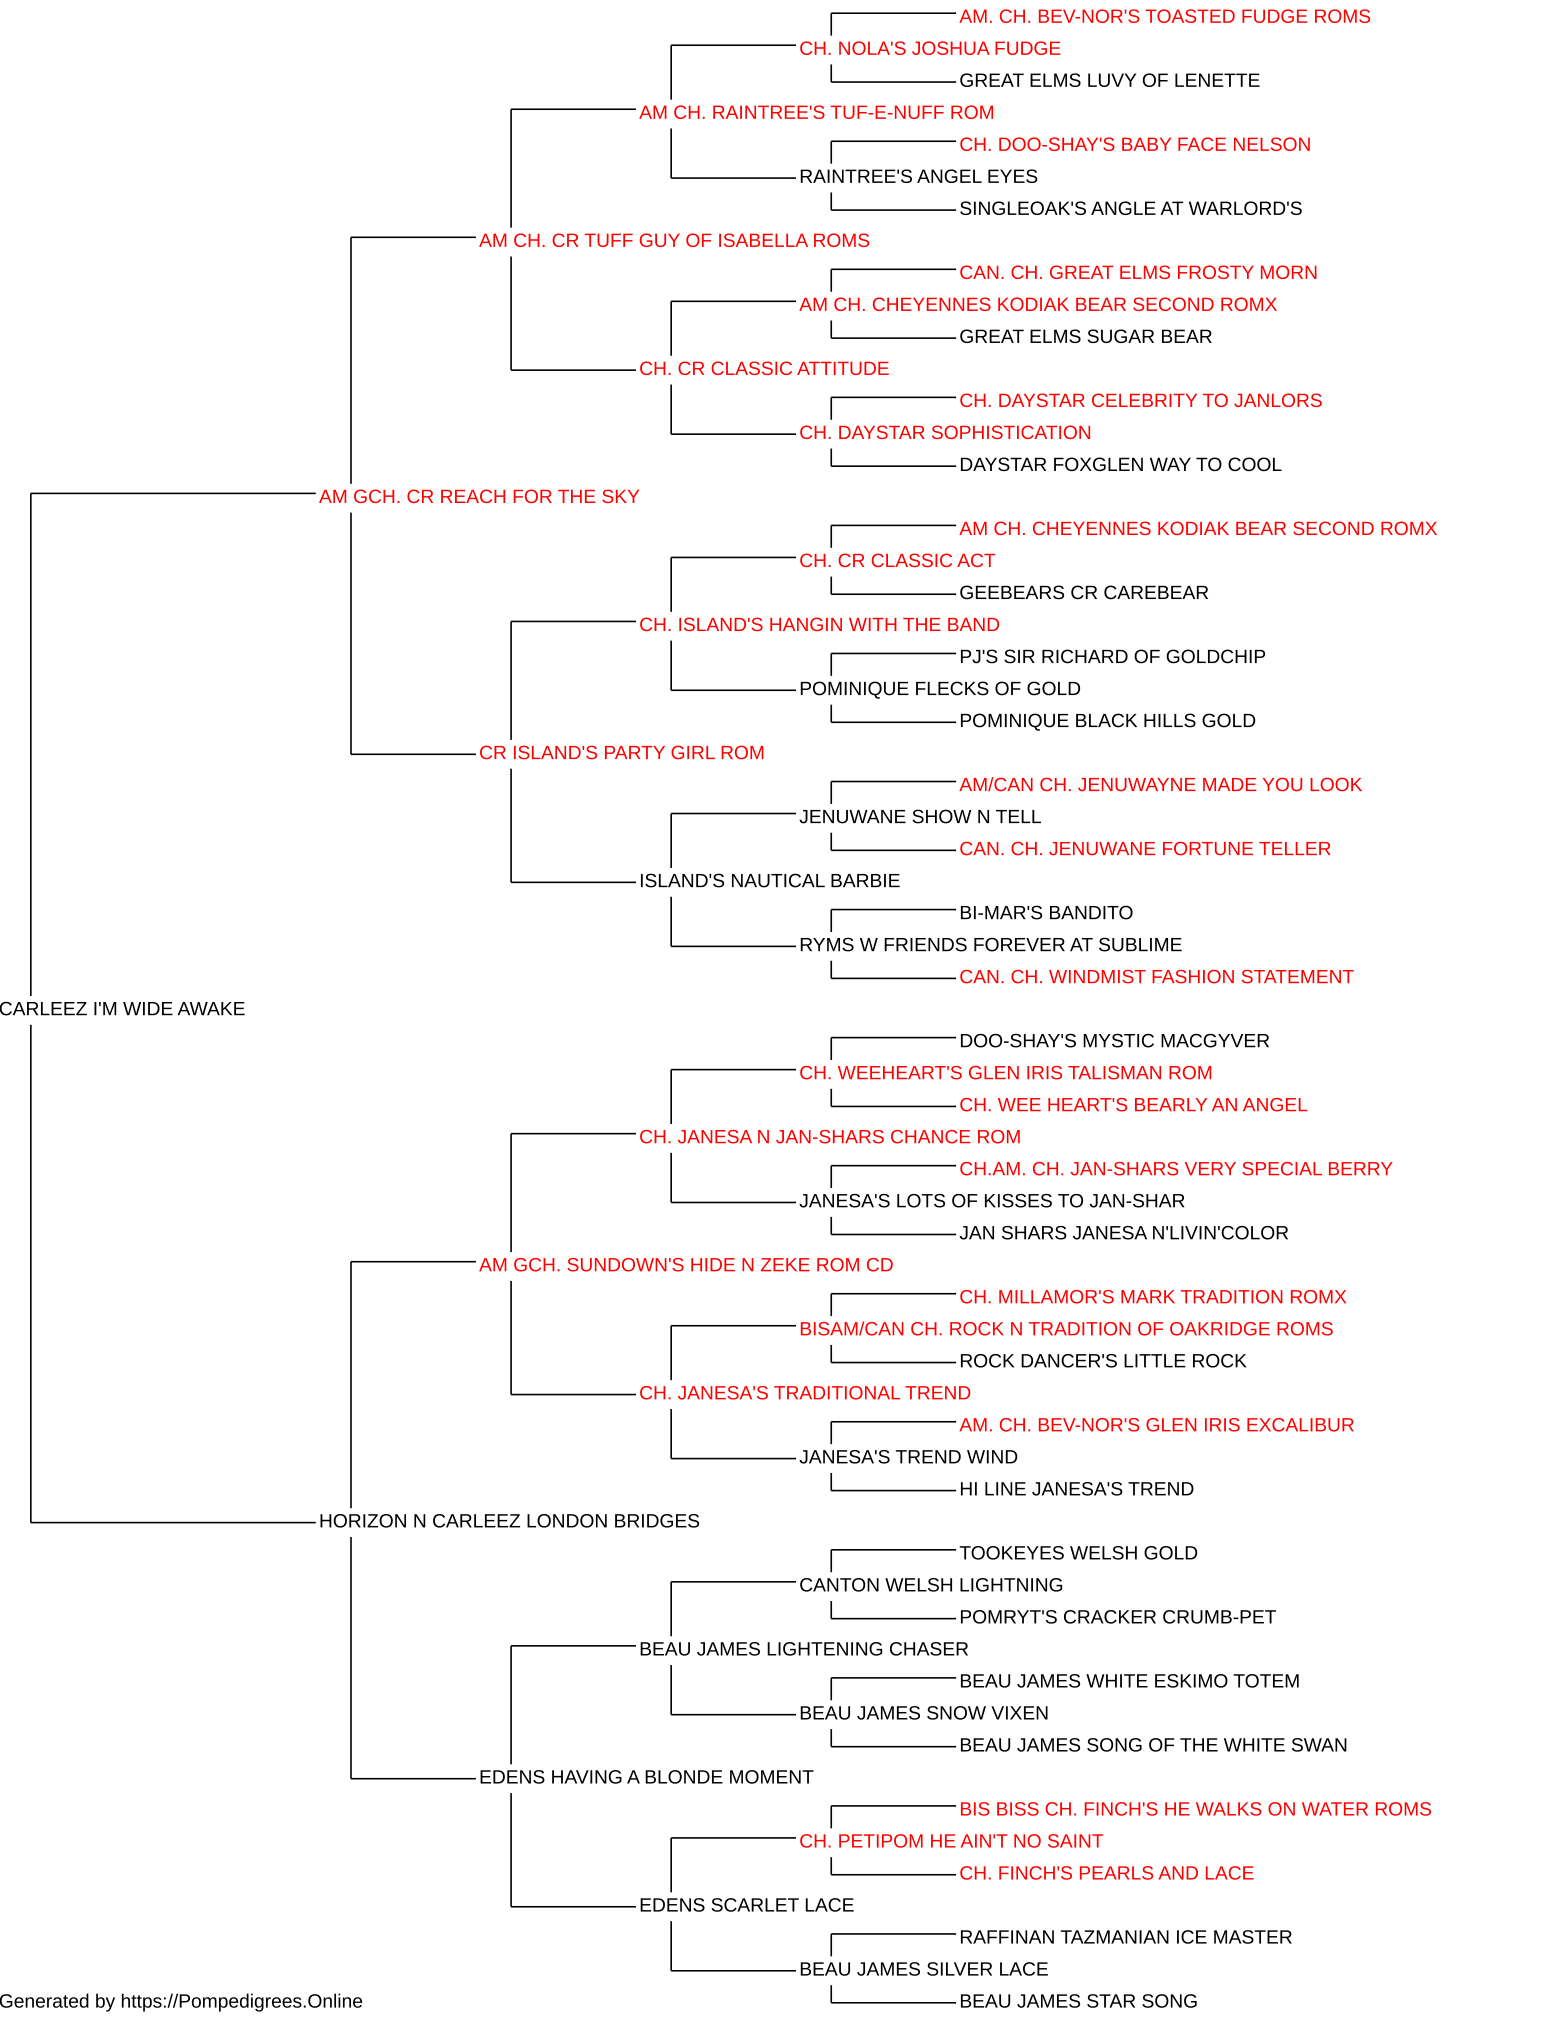 AM. CH. BEV-NOR'S TOASTED FUDGE ROMS
CH. NOLA'S JOSHUA FUDGE
GREAT ELMS LUVY OF LENETTE
AM CH. RAINTREE'S TUF-E-NUFF ROM
CH. DOO-SHAY'S BABY FACE NELSON
RAINTREE'S ANGEL EYES
SINGLEOAK'S ANGLE AT WARLORD'S
AM CH. CR TUFF GUY OF ISABELLA ROMS
CAN. CH. GREAT ELMS FROSTY MORN
AM CH. CHEYENNES KODIAK BEAR SECOND ROMX
GREAT ELMS SUGAR BEAR
CH. CR CLASSIC ATTITUDE
CH. DAYSTAR CELEBRITY TO JANLORS
CH. DAYSTAR SOPHISTICATION
DAYSTAR FOXGLEN WAY TO COOL
AM GCH. CR REACH FOR THE SKY
AM CH. CHEYENNES KODIAK BEAR SECOND ROMX
CH. CR CLASSIC ACT
GEEBEARS CR CAREBEAR
CH. ISLAND'S HANGIN WITH THE BAND
PJ'S SIR RICHARD OF GOLDCHIP
POMINIQUE FLECKS OF GOLD
POMINIQUE BLACK HILLS GOLD
CR ISLAND'S PARTY GIRL ROM
AM/CAN CH. JENUWAYNE MADE YOU LOOK
JENUWANE SHOW N TELL
CAN. CH. JENUWANE FORTUNE TELLER
ISLAND'S NAUTICAL BARBIE
BI-MAR'S BANDITO
RYMS W FRIENDS FOREVER AT SUBLIME
CAN. CH. WINDMIST FASHION STATEMENT
CARLEEZ I'M WIDE AWAKE
DOO-SHAY'S MYSTIC MACGYVER
CH. WEEHEART'S GLEN IRIS TALISMAN ROM
CH. WEE HEART'S BEARLY AN ANGEL
CH. JANESA N JAN-SHARS CHANCE ROM
CH.AM. CH. JAN-SHARS VERY SPECIAL BERRY
JANESA'S LOTS OF KISSES TO JAN-SHAR
JAN SHARS JANESA N'LIVIN'COLOR
AM GCH. SUNDOWN'S HIDE N ZEKE ROM CD
CH. MILLAMOR'S MARK TRADITION ROMX
BISAM/CAN CH. ROCK N TRADITION OF OAKRIDGE ROMS
ROCK DANCER'S LITTLE ROCK
CH. JANESA'S TRADITIONAL TREND
AM. CH. BEV-NOR'S GLEN IRIS EXCALIBUR
JANESA'S TREND WIND
HI LINE JANESA'S TREND
HORIZON N CARLEEZ LONDON BRIDGES
TOOKEYES WELSH GOLD
CANTON WELSH LIGHTNING
POMRYT'S CRACKER CRUMB-PET
BEAU JAMES LIGHTENING CHASER
BEAU JAMES WHITE ESKIMO TOTEM
BEAU JAMES SNOW VIXEN
BEAU JAMES SONG OF THE WHITE SWAN
EDENS HAVING A BLONDE MOMENT
BIS BISS CH. FINCH'S HE WALKS ON WATER ROMS
CH. PETIPOM HE AIN'T NO SAINT
CH. FINCH'S PEARLS AND LACE
EDENS SCARLET LACE
RAFFINAN TAZMANIAN ICE MASTER
BEAU JAMES SILVER LACE
BEAU JAMES STAR SONG
Generated by https://Pompedigrees.Online